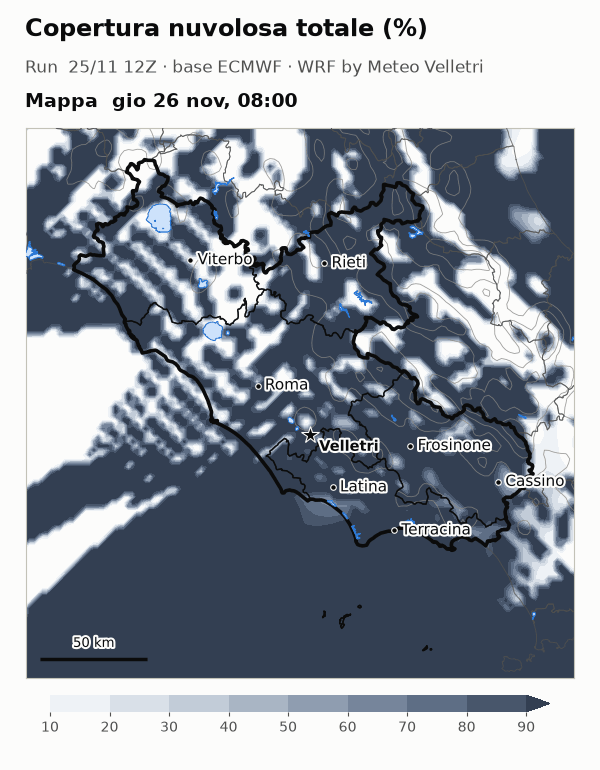 Copertura nuvolosa totale (%)
Run  25/11 12Z · base ECMWF · WRF by Meteo Velletri
Mappa  gio 26 nov, 08:00
Viterbo
Rieti
Roma
Velletri
Frosinone
Latina
Cassino
Terracina
50 km
10 20 30 40 50 60 70 80 90